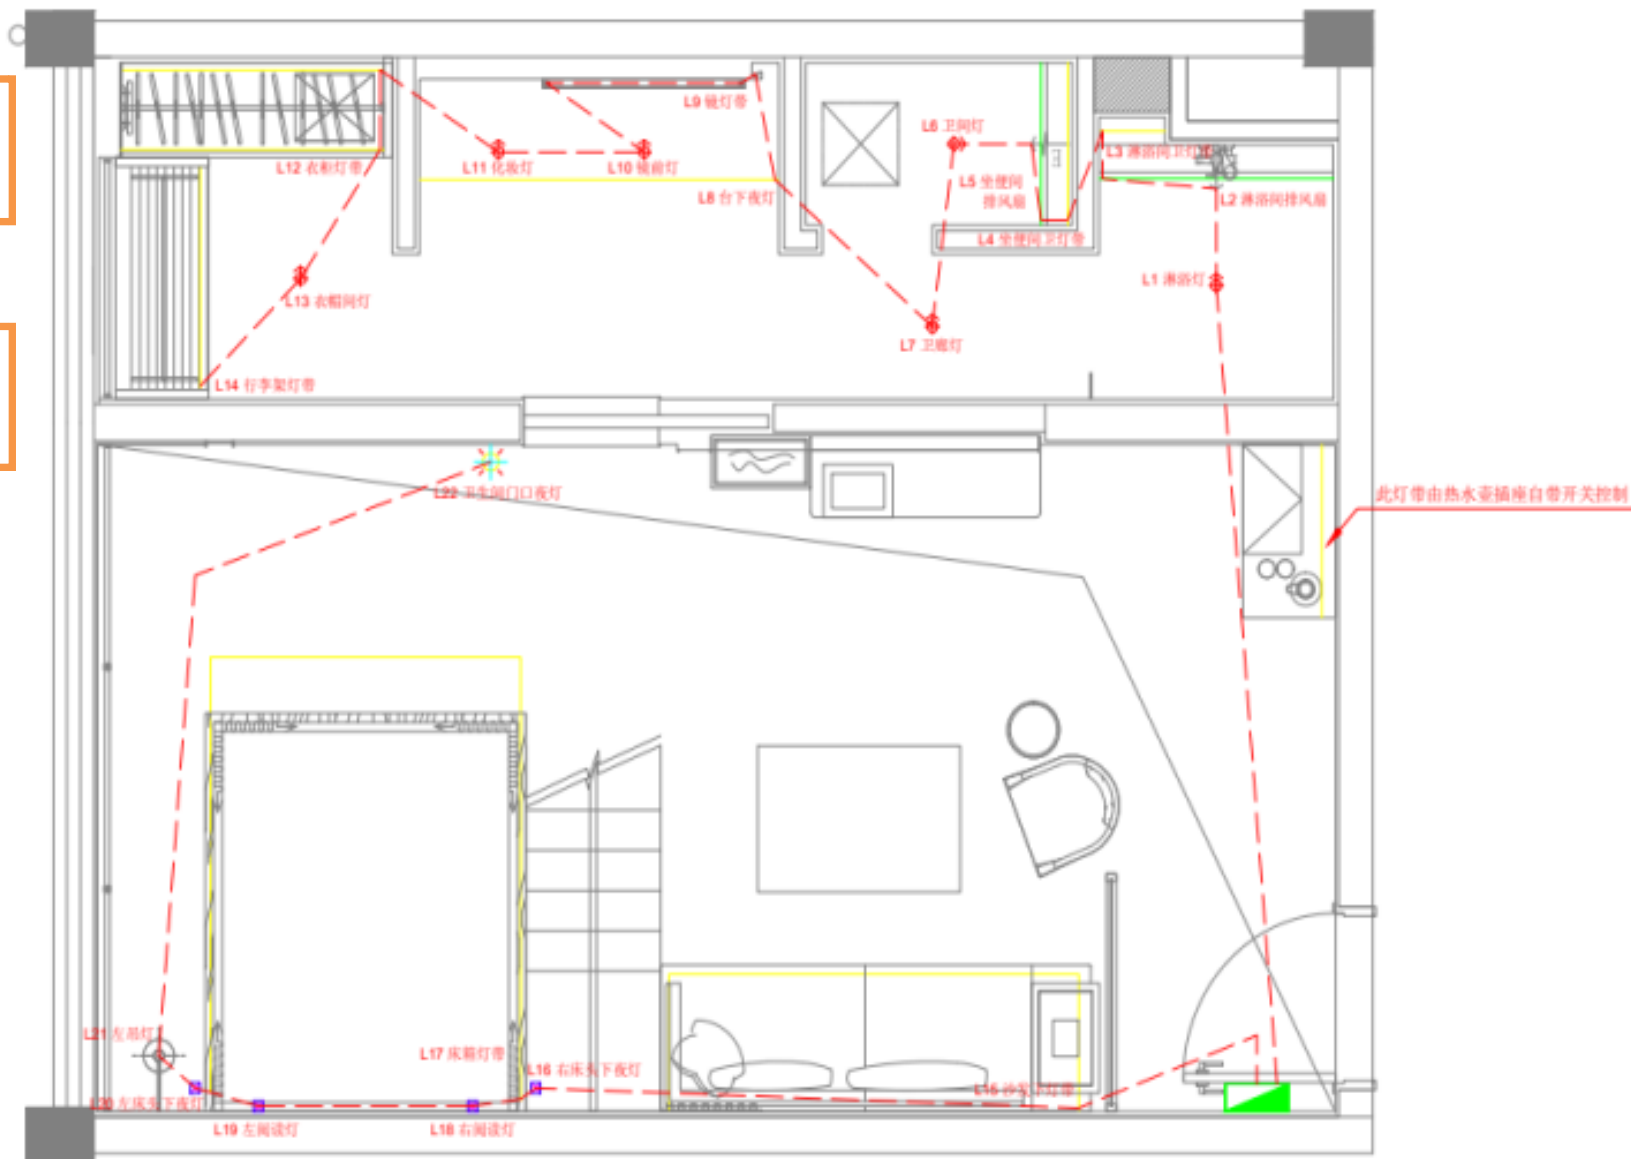 L9 镜灯带
L6 卫间灯
L12 衣柜灯带
L11 化妆灯
L10 镜前灯
L3 淋浴间卫灯带
L5 坐便间
排风扇
L8 台下夜灯
L2 淋浴间排风扇
L4 坐便间卫灯带
L1 淋浴灯
L13 衣帽间灯
L7 卫廊灯
L14 行李架灯带
L22 卫生间门口夜灯
此灯带由热水壶插座自带开关控制
L21 左吊灯
L17 床箱灯带
L16 右床头下夜灯
L15 沙发下灯带
L20 左床头下夜灯
L19 左阅读灯
L18 右阅读灯